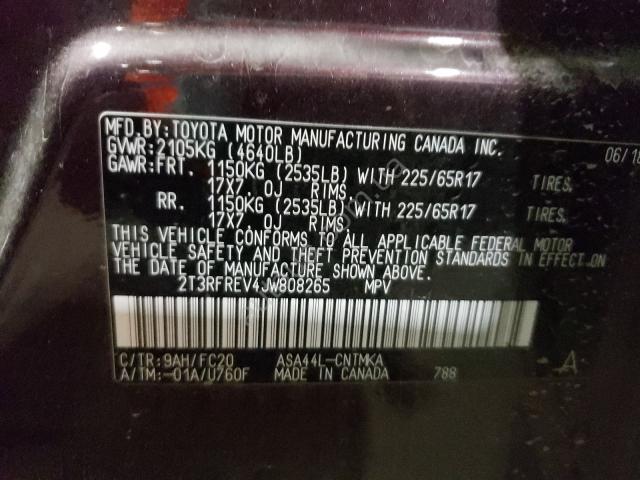 MFD.BY:TOYOTA MOTOR MANUFACTURING CANADA INC.
GVWR:2105KG (4640LB) 06/18
GAWR:FRT. 1150KG (2535LB) WITH 225/65R17 TIRES,
17X7. 0J RIMS,
RR. 1150KG (2535LB) WITH 225/65R17 TIRES,
17X7. 0J RIMS.
THIS VEHICLE CONFORMS TO ALL APPLICABLE FEDERAL MOTOR
VEHICLE SAFETY AND THEFT PREVENTION STANDARDS IN EFFECT ON
THE DATE OF MANUFACTURE SHOWN ABOVE.
2T3RFREV4JW808265 MPV
C/TR:9AH/FC20 ASA44L-CNTMKA A
A/TM:-01A/U760F MADE IN CANADA 788